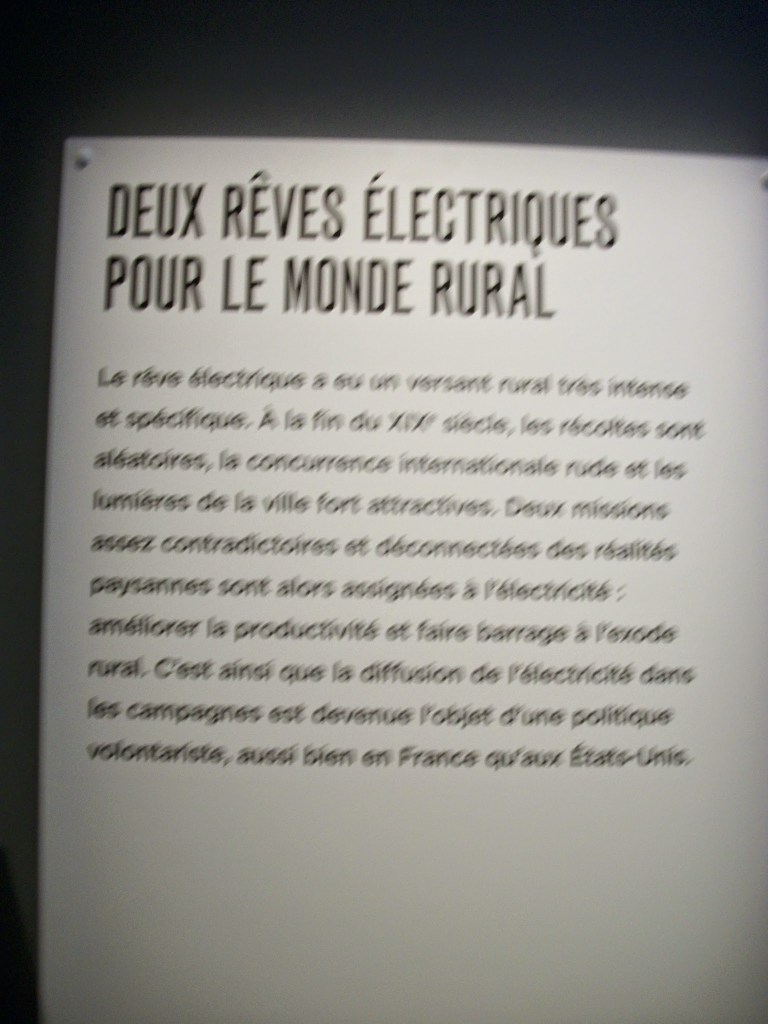 DEUX RÊVES ÉLECTRIQUES
POUR LE MONDE RURAL
Le rêve électrique a eu un versant rural très intense
et spécifique. À la fin du XIXe siècle, les récoltes sont
aléatoires, la concurrence internationale rude et les
lumières de la ville fort attractives. Deux missions
assez contradictoires et déconnectées des réalités
paysannes sont alors assignées à l'électricité :
améliorer la productivité et faire barrage à l'exode
rural. C'est ainsi que la diffusion de l'électricité dans
les campagnes est devenue l'objet d'une politique
volontariste, aussi bien en France qu'aux États-Unis.